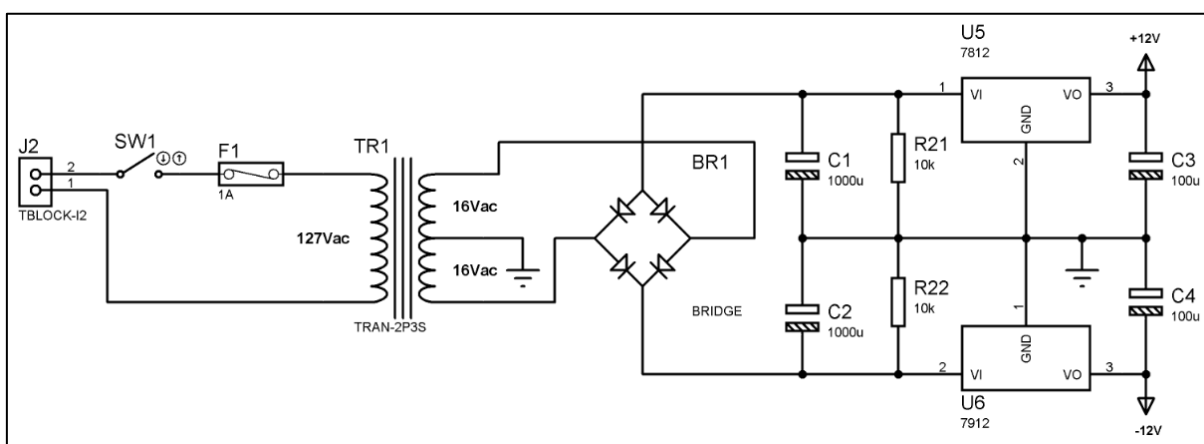 J2
2
1
TBLOCK-I2
SW1
F1
1A
TR1
127Vac
16Vac
16Vac
TRAN-2P3S
BR1
BRIDGE
C1
1000u
C2
1000u
R21
10k
R22
10k
U5
7812
1
VI
VO
3
GND
2
+12V
C3
100u
C4
100u
1
GND
2
VI
VO
3
U6
7912
-12V